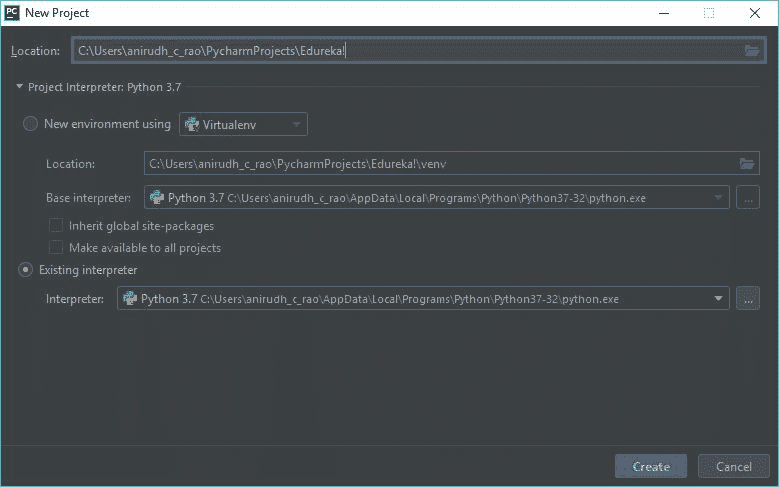 PC New Project
Location: C:\Users\anirudh_c_rao\PycharmProjects\Edureka!
Project Interpreter: Python 3.7
New environment using Virtualenv
Location: C:\Users\anirudh_c_rao\PycharmProjects\Edureka!\venv
Base interpreter: Python 3.7 C:\Users\anirudh_c_rao\AppData\Local\Programs\Python\Python37-32\python.exe ...
Inherit global site-packages
Make available to all projects
Existing interpreter
Interpreter: Python 3.7 C:\Users\anirudh_c_rao\AppData\Local\Programs\Python\Python37-32\python.exe ...
Create Cancel